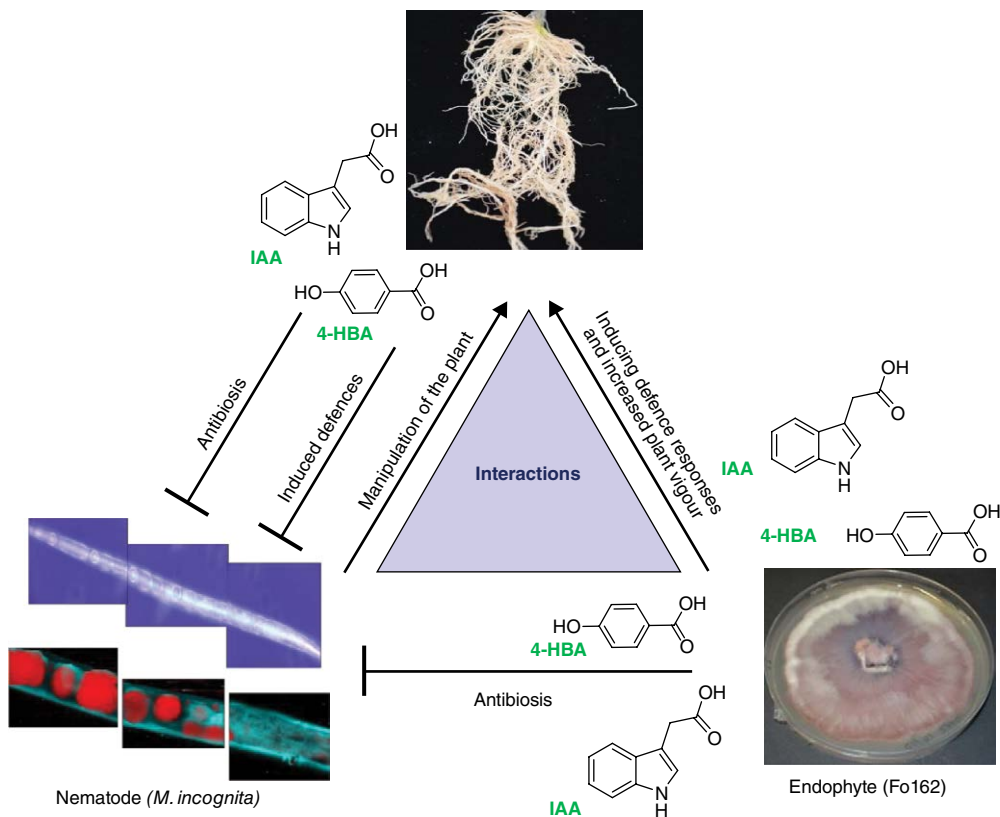 OH
O
N
H
IAA
OH
HO
O
4-HBA
Antibiosis
Induced defences
Manipulation of the plant
Inducing defence responses
and increased plant vigour
Interactions
OH
O
N
H
IAA
4-HBA
OH
HO
O
OH
HO
O
4-HBA
Antibiosis
OH
O
N
H
IAA
Nematode (M. incognita)
Endophyte (Fo162)